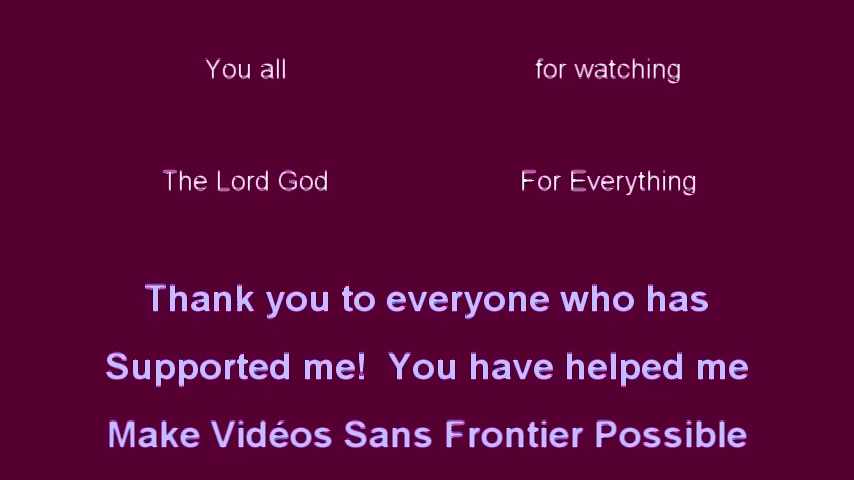 You all for watching
The Lord God For Everything
Thank you to everyone who has
Supported me! You have helped me
Make Vidéos Sans Frontier Possible